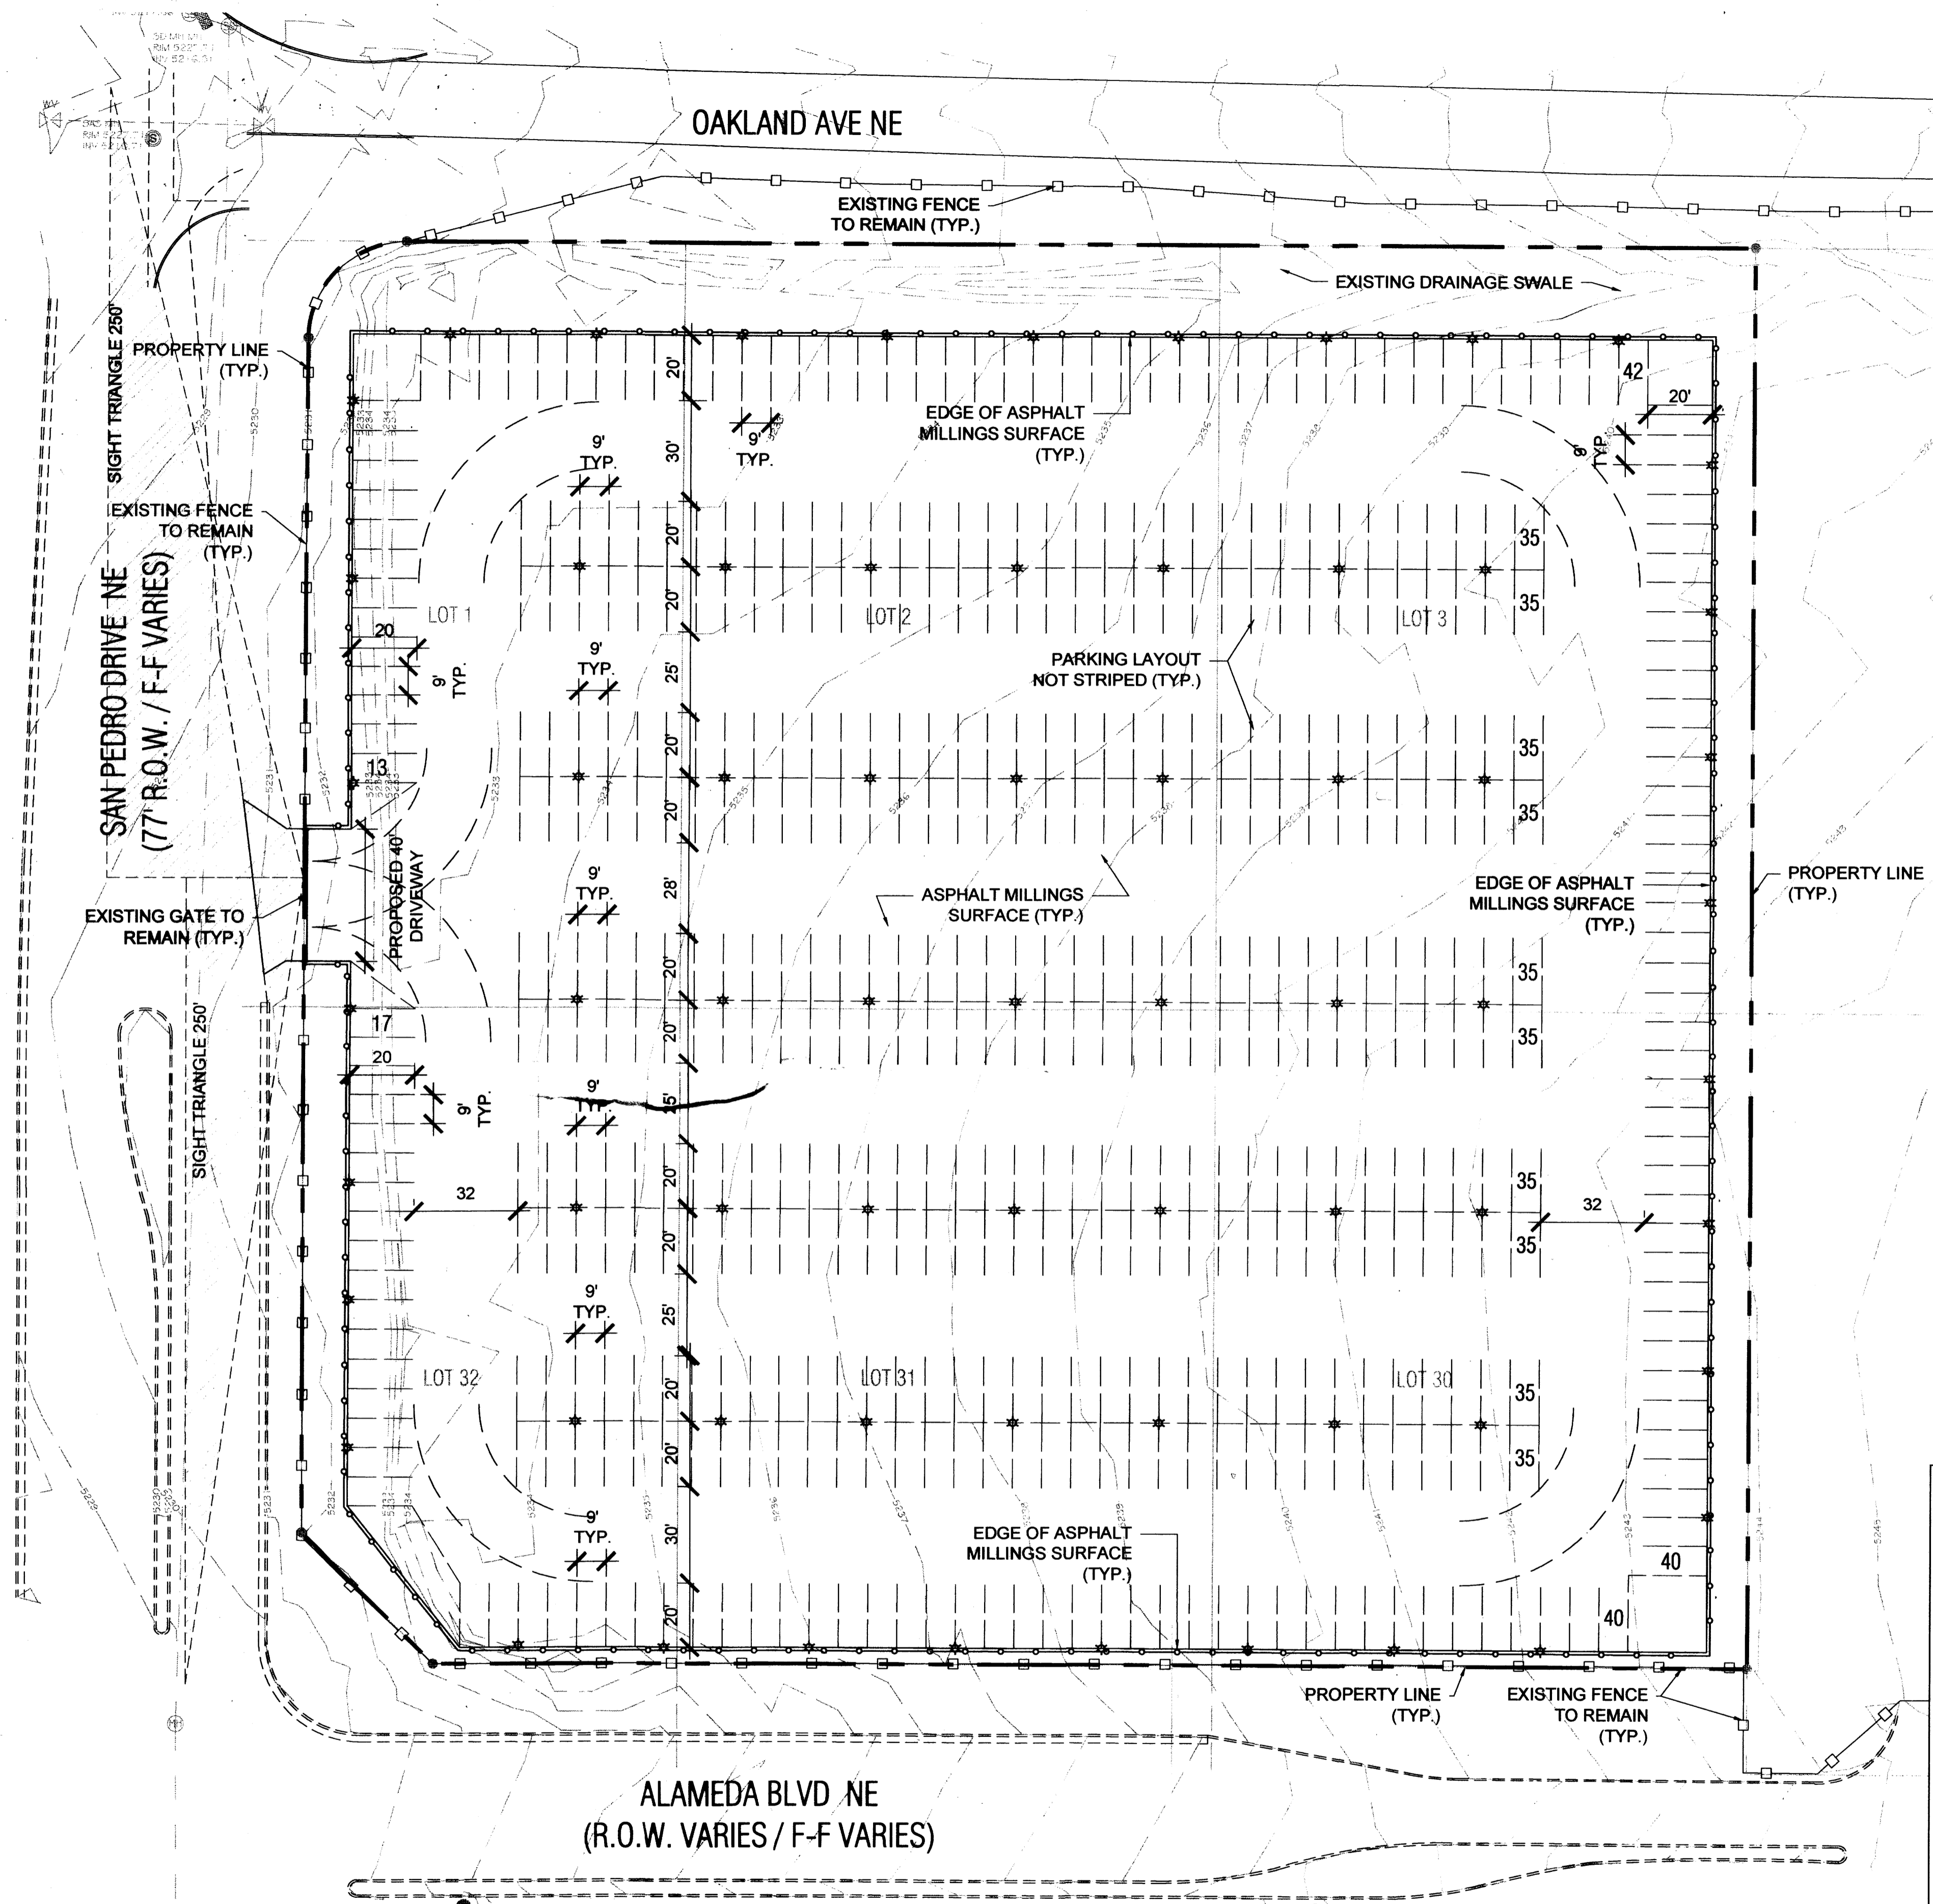 OAKLAND AVE NE
EXISTING FENCE
TO REMAIN (TYP.)
EXISTING DRAINAGE SWALE
SIGHT TRIANGLE 250'
PROPERTY LINE
(TYP.)
20'
42
20'
EDGE OF ASPHALT
MILLINGS SURFACE
(TYP.)
9'
TYP.
9'
TYP.
9'
TYP.
30'
EXISTING FENCE
TO REMAIN
(TYP.)
SAN PEDRO DRIVE NE
(77' R.O.W. / F-F VARIES)
20'
35
20'
35
LOT 1
LOT 2
LOT 3
20
9'
TYP.
9'
TYP.
25'
PARKING LAYOUT
NOT STRIPED (TYP.)
13
20'
35
20'
35
PROPOSED 40'
DRIVEWAY
9'
TYP.
28'
ASPHALT MILLINGS
SURFACE (TYP.)
EDGE OF ASPHALT
MILLINGS SURFACE
(TYP.)
PROPERTY LINE
(TYP.)
EXISTING GATE TO
REMAIN (TYP.)
20'
35
17
20'
35
20
SIGHT TRIANGLE 250'
9'
TYP.
9'
TYP.
25'
32
20'
35
32
20'
35
9'
TYP.
25'
LOT 32
LOT 31
LOT 30
20'
35
20'
35
9'
TYP.
30'
EDGE OF ASPHALT
MILLINGS SURFACE
(TYP.)
40
20'
40
PROPERTY LINE
(TYP.)
EXISTING FENCE
TO REMAIN
(TYP.)
ALAMEDA BLVD NE
(R.O.W. VARIES / F-F VARIES)